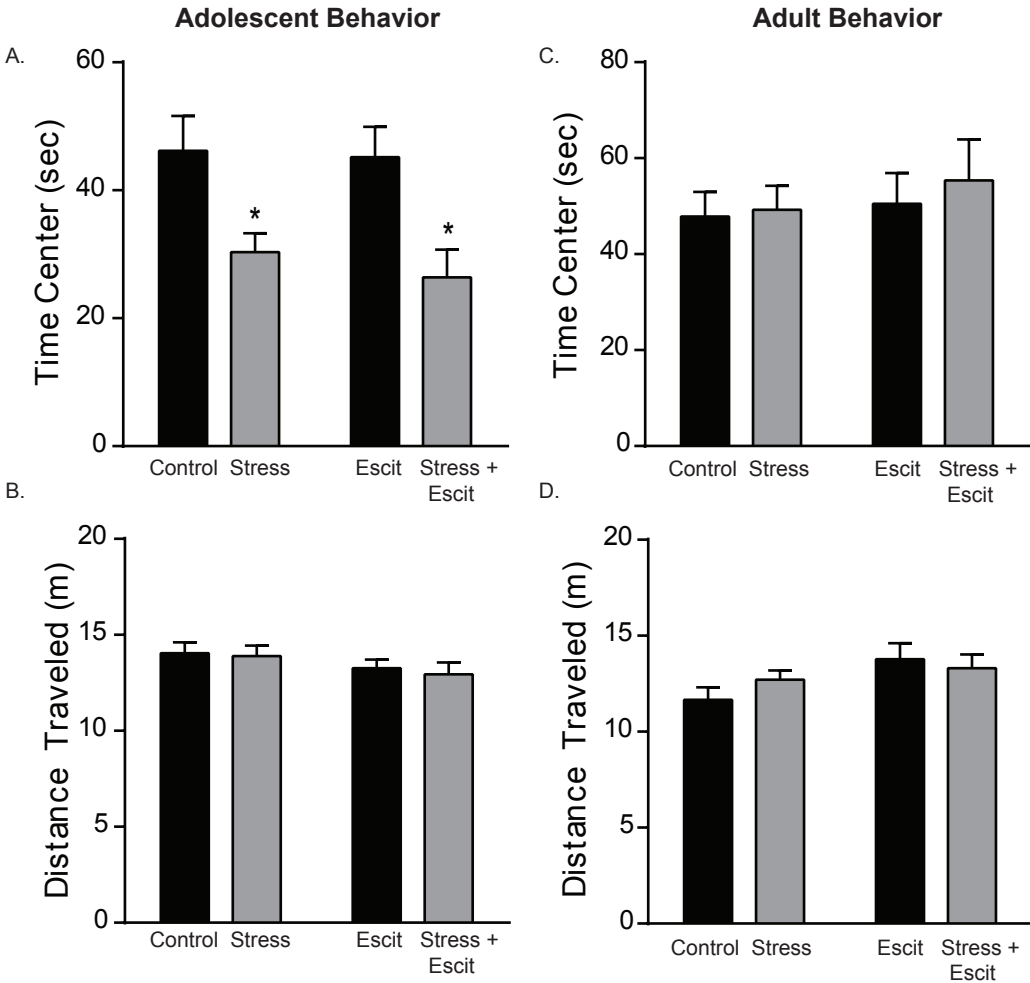 Adolescent Behavior
Adult Behavior
A.
Time Center (sec)
60
40
20
0
*
*
Control Stress Escit Stress +
Escit
C.
Time Center (sec)
80
60
40
20
0
Control Stress Escit Stress +
Escit
B.
Distance Traveled (m)
20
15
10
5
0
Control Stress Escit Stress +
Escit
D.
Distance Traveled (m)
20
15
10
5
0
Control Stress Escit Stress +
Escit